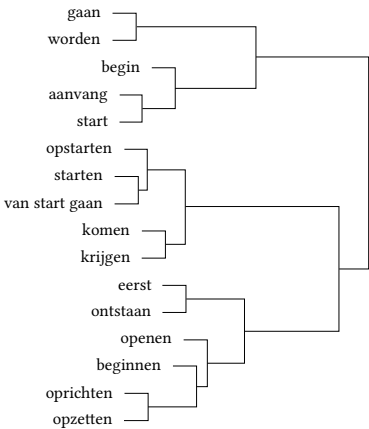 gaan
worden
begin
aanvang
start
opstarten
starten
van start gaan
komen
krijgen
eerst
ontstaan
openen
beginnen
oprichten
opzetten